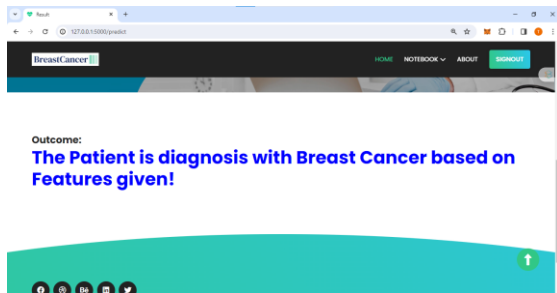 Result
127.0.0.1:5000/predict
BreastCancer
HOME NOTEBOOK ABOUT SIGNOUT
Outcome:
The Patient is diagnosis with Breast Cancer based on
Features given!
Bē